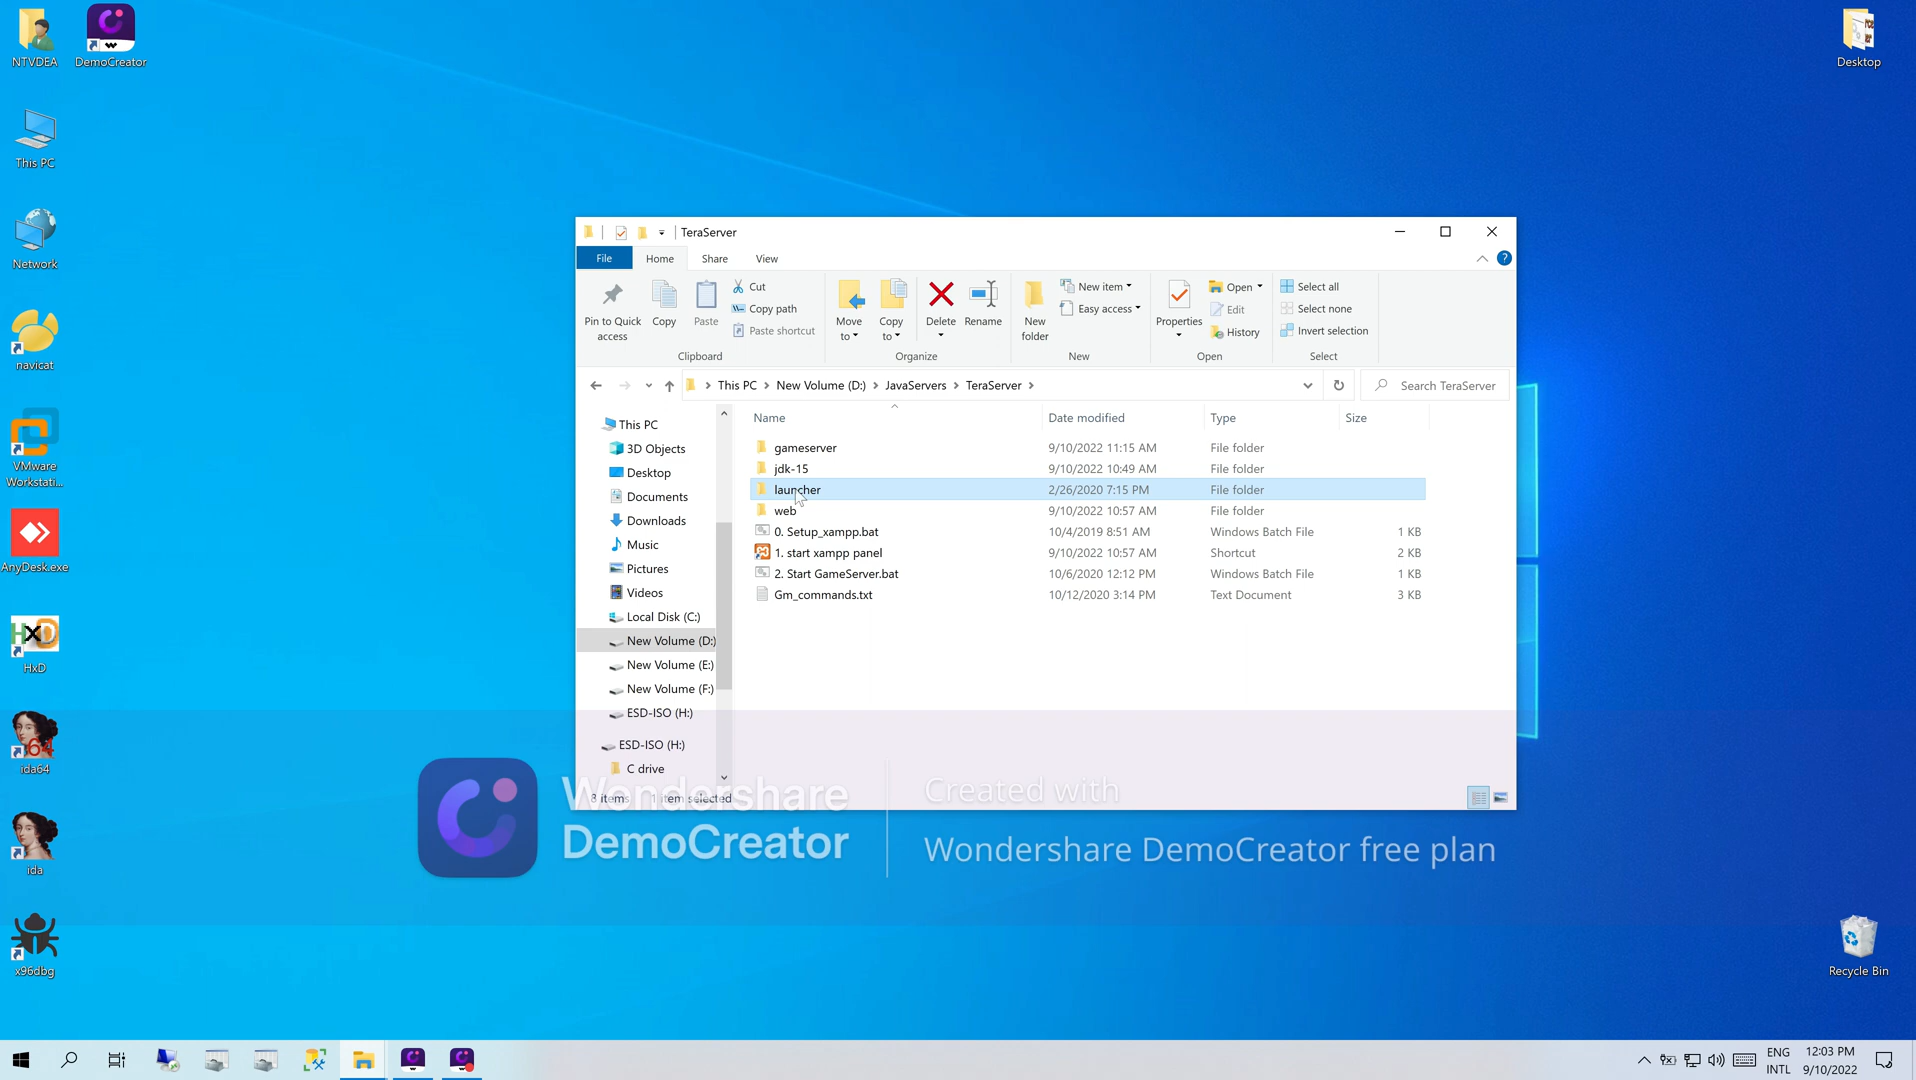 NTVDEA
DemoCreator
This PC
Network
navicat
VMware
Workstati...
AnyDesk.exe
HxD
64
ida64
ida
x96dbg
Desktop
Recycle Bin
TeraServer
File
Home
Share
View
Pin to Quick
access
Copy
Paste
Cut
Copy path
Paste shortcut
Clipboard
Move
to
Copy
to
Delete
Rename
Organize
New
folder
New item
Easy access
New
Properties
Open
Edit
History
Open
Select all
Select none
Invert selection
Select
This PC > New Volume (D:) > JavaServers > TeraServer >
Search TeraServer
This PC
3D Objects
Desktop
Documents
Downloads
Music
Pictures
Videos
Local Disk (C:)
New Volume (D:)
New Volume (E:)
New Volume (F:)
ESD-ISO (H:)
ESD-ISO (H:)
C drive
Name Date modified Type Size
gameserver 9/10/2022 11:15 AM File folder
jdk-15 9/10/2022 10:49 AM File folder
launcher 2/26/2020 7:15 PM File folder
web 9/10/2022 10:57 AM File folder
0. Setup_xampp.bat 10/4/2019 8:51 AM Windows Batch File 1 KB
1. start xampp panel 9/10/2022 10:57 AM Shortcut 2 KB
2. Start GameServer.bat 10/6/2020 12:12 PM Windows Batch File 1 KB
Gm_commands.txt 10/12/2020 3:14 PM Text Document 3 KB
8 items 1 item selected
Wondershare
DemoCreator
Created with
Wondershare DemoCreator free plan
ENG
INTL
12:03 PM
9/10/2022